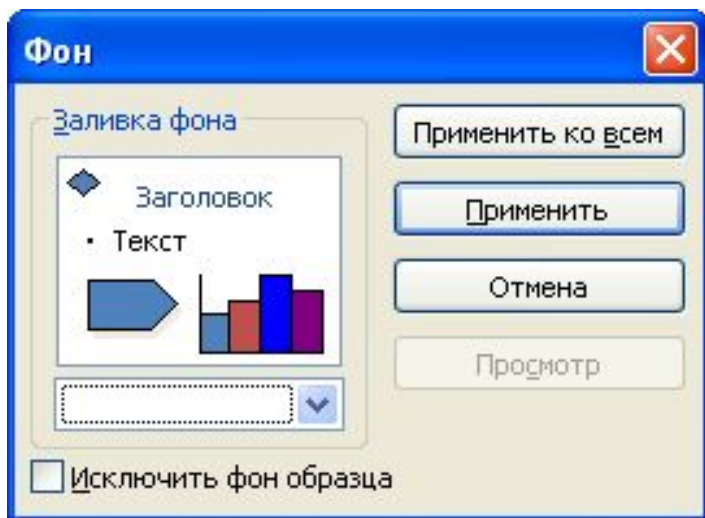 Фон
Заливка фона
Заголовок
· Текст
Применить ко всем
Применить
Отмена
Просмотр
Исключить фон образца